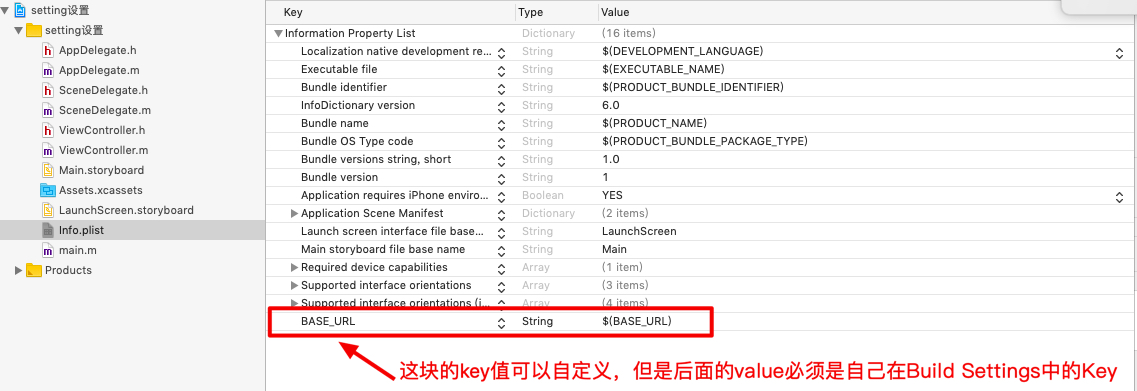 setting设置
setting设置
AppDelegate.h
AppDelegate.m
SceneDelegate.h
SceneDelegate.m
ViewController.h
ViewController.m
Main.storyboard
Assets.xcassets
LaunchScreen.storyboard
Info.plist
main.m
Products
Key Type Value
Information Property List Dictionary (16 items)
Localization native development re... String $(DEVELOPMENT_LANGUAGE)
Executable file String $(EXECUTABLE_NAME)
Bundle identifier String $(PRODUCT_BUNDLE_IDENTIFIER)
InfoDictionary version String 6.0
Bundle name String $(PRODUCT_NAME)
Bundle OS Type code String $(PRODUCT_BUNDLE_PACKAGE_TYPE)
Bundle versions string, short String 1.0
Bundle version String 1
Application requires iPhone enviro... Boolean YES
Application Scene Manifest Dictionary (2 items)
Launch screen interface file base... String LaunchScreen
Main storyboard file base name String Main
Required device capabilities Array (1 item)
Supported interface orientations Array (3 items)
Supported interface orientations (i... Array (4 items)
BASE_URL String $(BASE_URL)
这块的key值可以自定义，但是后面的value必须是自己在Build Settings中的Key